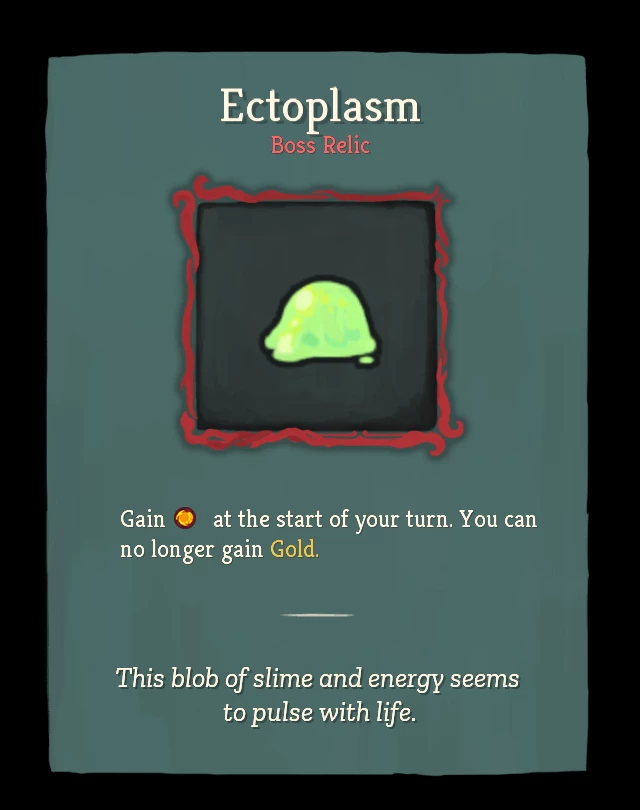 Ectoplasm
Boss Relic
Gain at the start of your turn. You can
no longer gain Gold.
This blob of slime and energy seems
to pulse with life.